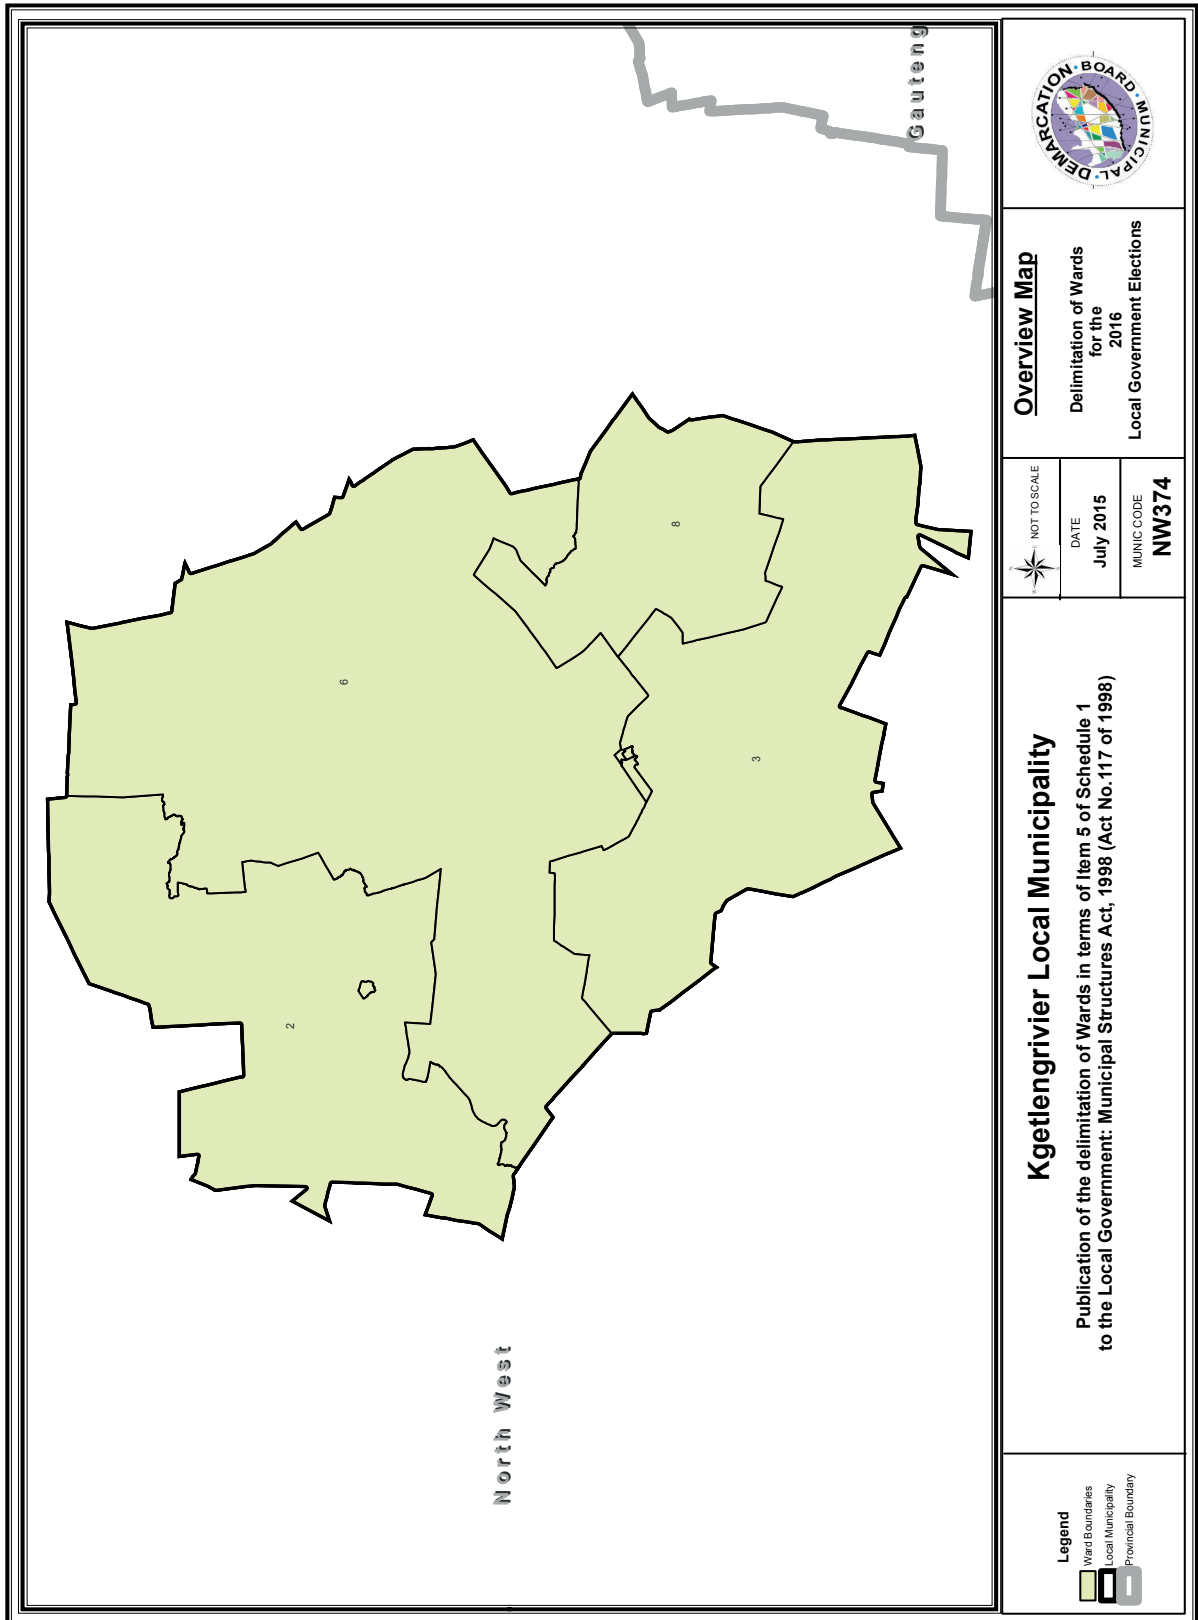 Gauteng
6
8
3
2
North West
Legend
Ward Boundaries
Local Municipality
Provincial Boundary
Kgetlengrivier Local Municipality
Publication of the delimitation of Wards in terms of Item 5 of Schedule 1
to the Local Government: Municipal Structures Act, 1998 (Act No.117 of 1998)
NOT TO SCALE
DATE
July 2015
MUNIC CODE
NW374
Overview Map
Delimitation of Wards
for the
2016
Local Government Elections
MUNICIPAL DEMARCATION BOARD